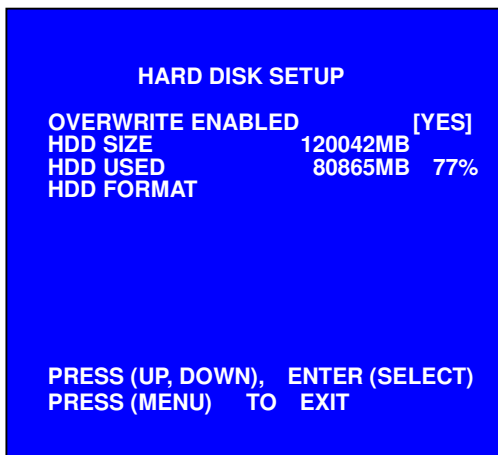 HARD DISK SETUP
OVERWRITE ENABLED [YES]
HDD SIZE 120042MB
HDD USED 80865MB 77%
HDD FORMAT
PRESS (UP, DOWN), ENTER (SELECT)
PRESS (MENU) TO EXIT